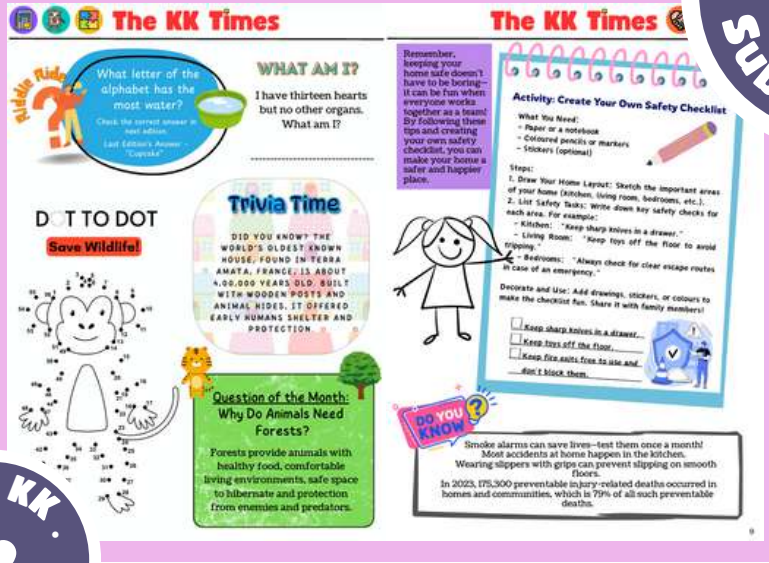 The KK Times
Riddle Ride
What letter of the
alphabet has the
most water?
Check the correct answer in
next edition.
Last Edition's Answer -
"Cupcake"
WHAT AM I?
I have thirteen hearts
but no other organs.
What am I?
DOT TO DOT
Save Wildlife!
Trivia Time
DID YOU KNOW? THE
WORLD'S OLDEST KNOWN
HOUSE, FOUND IN TERRA
AMATA, FRANCE, IS ABOUT
4,00,000 YEARS OLD. BUILT
WITH WOODEN POSTS AND
ANIMAL HIDES, IT OFFERED
EARLY HUMANS SHELTER AND
PROTECTION
Question of the Month:
Why Do Animals Need
Forests?
Forests provide animals with
healthy food, comfortable
living environments, safe space
to hibernate and protection
from enemies and predators.
KK
The KK Times
Remember,
keeping your
home safe doesn't
have to be boring—
it can be fun when
everyone works
together as a team!
By following these
tips and creating
your own safety
checklist, you can
make your home a
safer and happier
place.
Activity: Create Your Own Safety Checklist
What You Need:
- Paper or a notebook
- Coloured pencils or markers
- Stickers (optional)
Steps:
1. Draw Your Home Layout: Sketch the important areas
of your home (kitchen, living room, bedrooms, etc.).
2. List Safety Tasks: Write down key safety checks for
each area. For example:
- Kitchen: "Keep sharp knives in a drawer."
- Living Room: "Keep toys off the floor to avoid
tripping."
- Bedrooms: "Always check for clear escape routes
in case of an emergency."
Decorate and Use: Add drawings, stickers, or colours to
make the checklist fun. Share it with family members!
Keep sharp knives in a drawer.
Keep toys off the floor.
Keep fire exits free to use and
don't block them.
DO YOU
KNOW
Smoke alarms can save lives—test them once a month!
Most accidents at home happen in the kitchen.
Wearing slippers with grips can prevent slipping on smooth
floors.
In 2023, 175,300 preventable injury-related deaths occurred in
homes and communities, which is 79% of all such preventable
deaths.